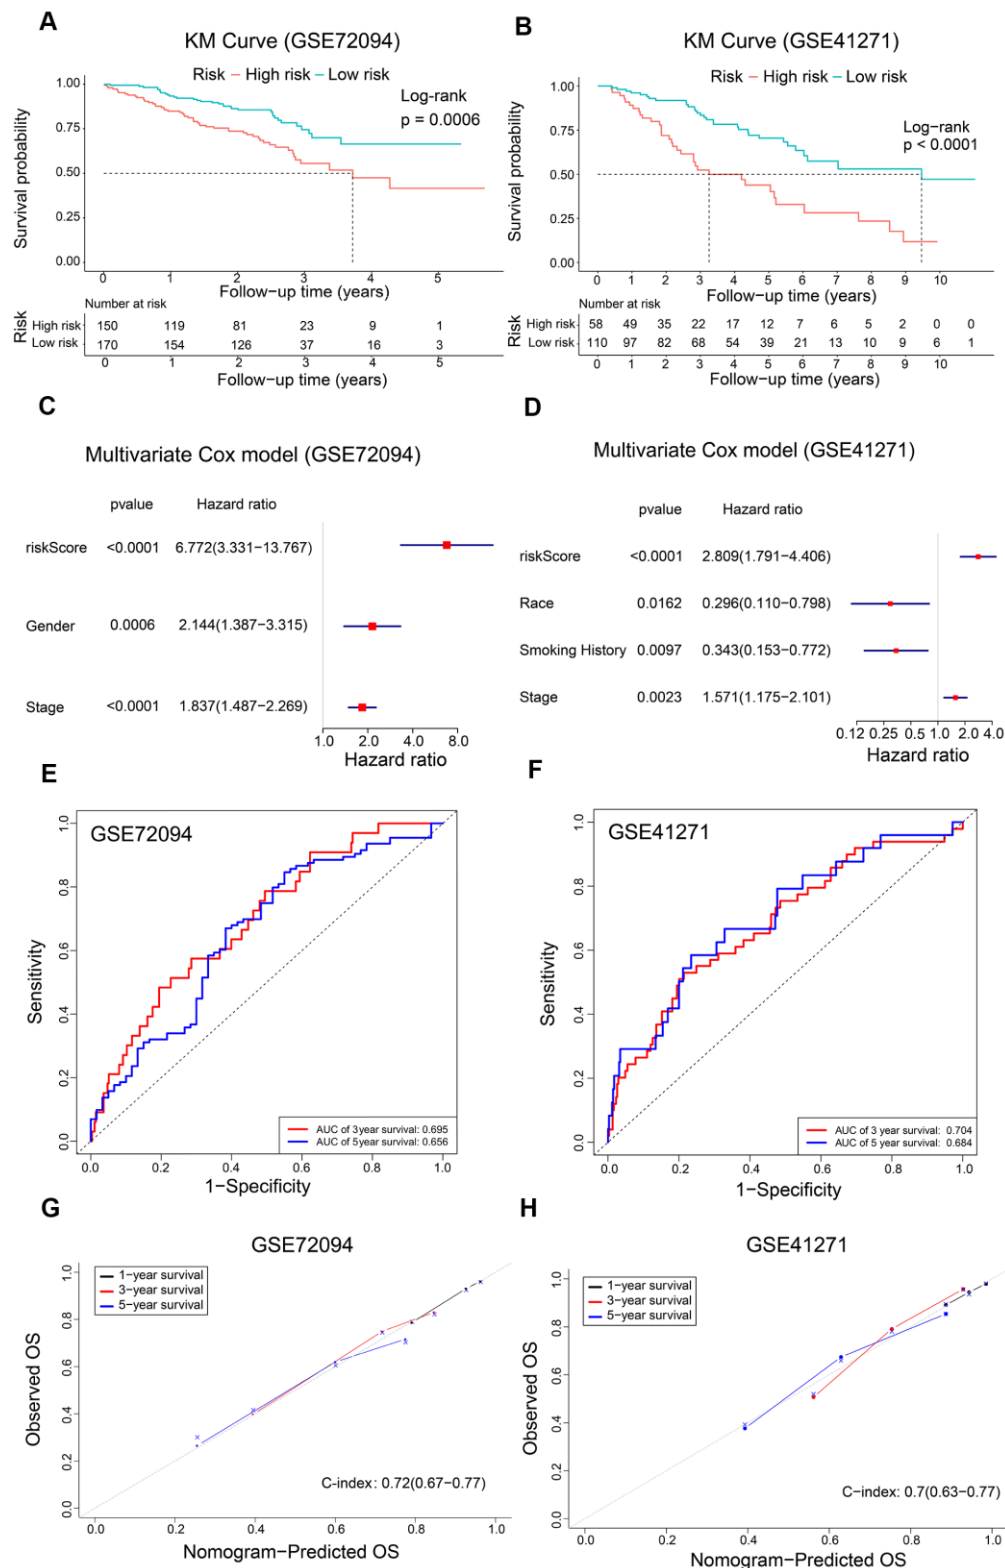 A
KM Curve (GSE72094)
Risk High risk Low risk
Log-rank
p = 0.0006
Survival probability
1.00
0.75
0.50
0.25
0.00
0 1 2 3 4 5
Follow-up time (years)
Number at risk
Risk
High risk 150 119 81 23 9 1
Low risk 170 154 126 37 16 3
0 1 2 3 4 5
Follow-up time (years)
B
KM Curve (GSE41271)
Risk High risk Low risk
Log-rank
p < 0.0001
Survival probability
1.00
0.75
0.50
0.25
0.00
0 1 2 3 4 5 6 7 8 9 10
Follow-up time (years)
Number at risk
Risk
High risk 58 49 35 22 17 12 7 6 5 2 0 0
Low risk 110 97 82 68 54 39 21 13 10 9 6 1
0 1 2 3 4 5 6 7 8 9 10
Follow-up time (years)
C
Multivariate Cox model (GSE72094)
pvalue Hazard ratio
riskScore <0.0001 6.772(3.331-13.767)
Gender 0.0006 2.144(1.387-3.315)
Stage <0.0001 1.837(1.487-2.269)
1.0 2.0 4.0 8.0
Hazard ratio
D
Multivariate Cox model (GSE41271)
pvalue Hazard ratio
riskScore <0.0001 2.809(1.791-4.406)
Race 0.0162 0.296(0.110-0.798)
Smoking History 0.0097 0.343(0.153-0.772)
Stage 0.0023 1.571(1.175-2.101)
0.12 0.25 0.5 1.0 2.0 4.0
Hazard ratio
E
GSE72094
Sensitivity
1.0
0.8
0.6
0.4
0.2
0.0
AUC of 3year survival: 0.695
AUC of 5year survival: 0.656
0.0 0.2 0.4 0.6 0.8 1.0
1-Specificity
F
GSE41271
Sensitivity
1.0
0.8
0.6
0.4
0.2
0.0
AUC of 3 year survival: 0.704
AUC of 5 year survival: 0.684
0.0 0.2 0.4 0.6 0.8 1.0
1-Specificity
G
GSE72094
1-year survival
3-year survival
5-year survival
Observed OS
1.0
0.8
0.6
0.4
0.2
0.0
C-index: 0.72(0.67-0.77)
0.0 0.2 0.4 0.6 0.8 1.0
Nomogram-Predicted OS
H
GSE41271
1-year survival
3-year survival
5-year survival
Observed OS
1.0
0.8
0.6
0.4
0.2
0.0
C-index: 0.7(0.63-0.77)
0.0 0.2 0.4 0.6 0.8 1.0
Nomogram-Predicted OS